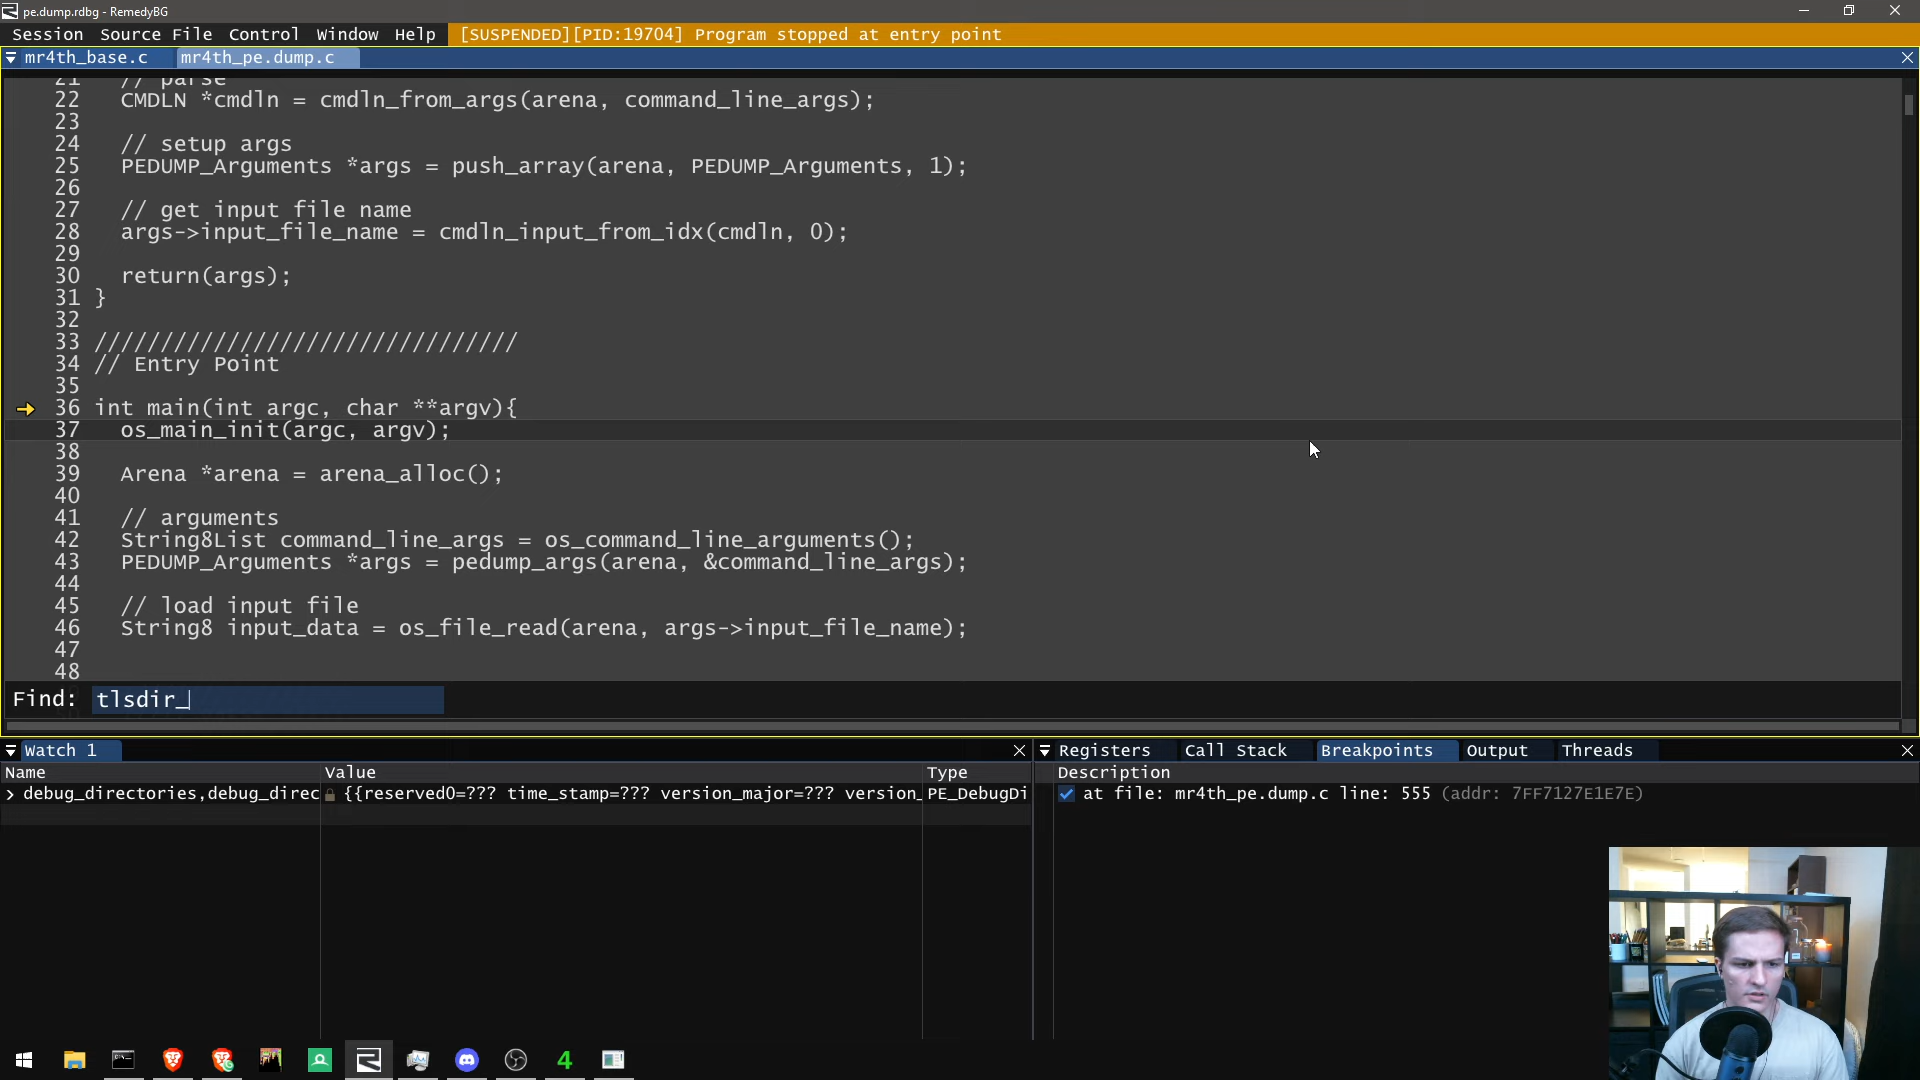 pe.dump.rdbg - RemedyBG
Session Source File Control Window Help [SUSPENDED][PID:19704] Program stopped at entry point
mr4th_base.c mr4th_pe.dump.c
21 // parse
22 CMDLN *cmdln = cmdln_from_args(arena, command_line_args);
23
24 // setup args
25 PEDUMP_Arguments *args = push_array(arena, PEDUMP_Arguments, 1);
26
27 // get input file name
28 args->input_file_name = cmdln_input_from_idx(cmdln, 0);
29
30 return(args);
31 }
32
33 ////////////////////////////////
34 // Entry Point
35
36 int main(int argc, char **argv){
37 os_main_init(argc, argv);
38
39 Arena *arena = arena_alloc();
40
41 // arguments
42 String8List command_line_args = os_command_line_arguments();
43 PEDUMP_Arguments *args = pedump_args(arena, &command_line_args);
44
45 // load input file
46 String8 input_data = os_file_read(arena, args->input_file_name);
47
48
Find: tlsdir_
Watch 1
Name Value Type
> debug_directories,debug_direc {{reserved0=??? time_stamp=??? version_major=??? version_ PE_DebugDi
Registers Call Stack Breakpoints Output Threads
Description
at file: mr4th_pe.dump.c line: 555 (addr: 7FF7127E1E7E)
4